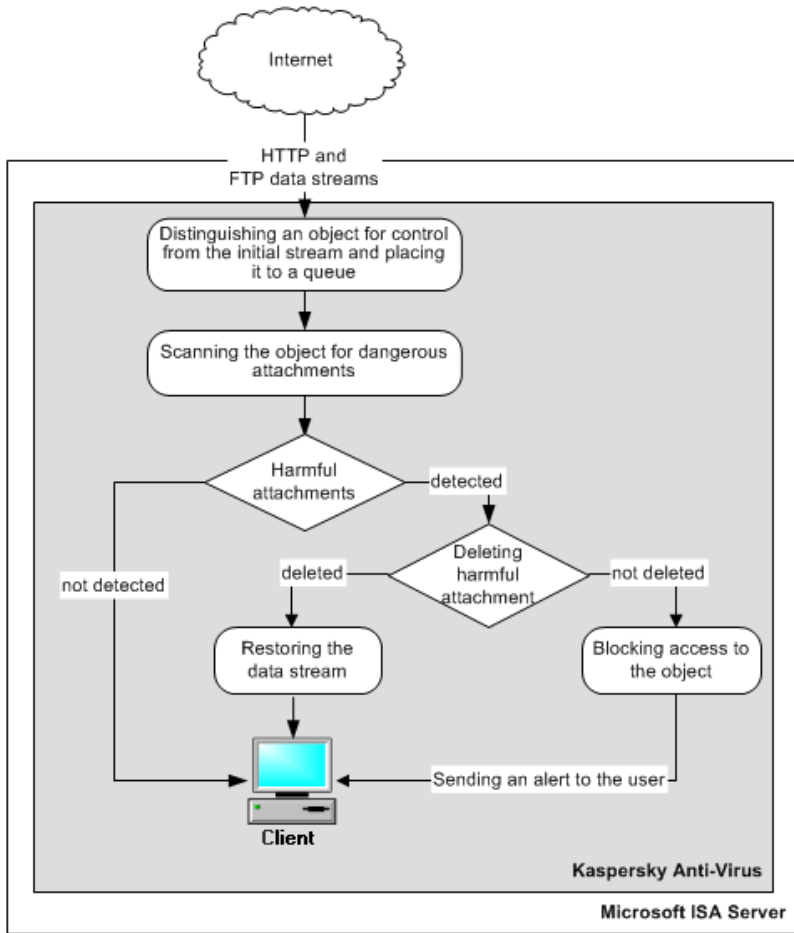 Internet
HTTP and
FTP data streams
Distinguishing an object for control
from the initial stream and placing
it to a queue
Scanning the object for dangerous
attachments
Harmful
attachments
detected
not detected
Deleting
harmful
attachment
deleted
not deleted
Restoring the
data stream
Blocking access to
the object
Sending an alert to the user
Client
Kaspersky Anti-Virus
Microsoft ISA Server